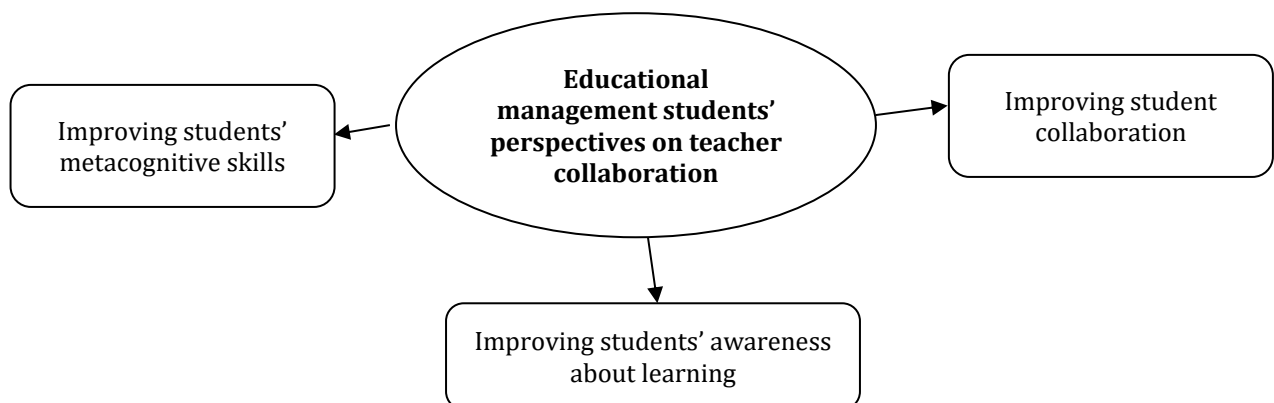 Educational
management students’
perspectives on teacher
collaboration
Improving students’
metacognitive skills
Improving student
collaboration
Improving students’ awareness
about learning